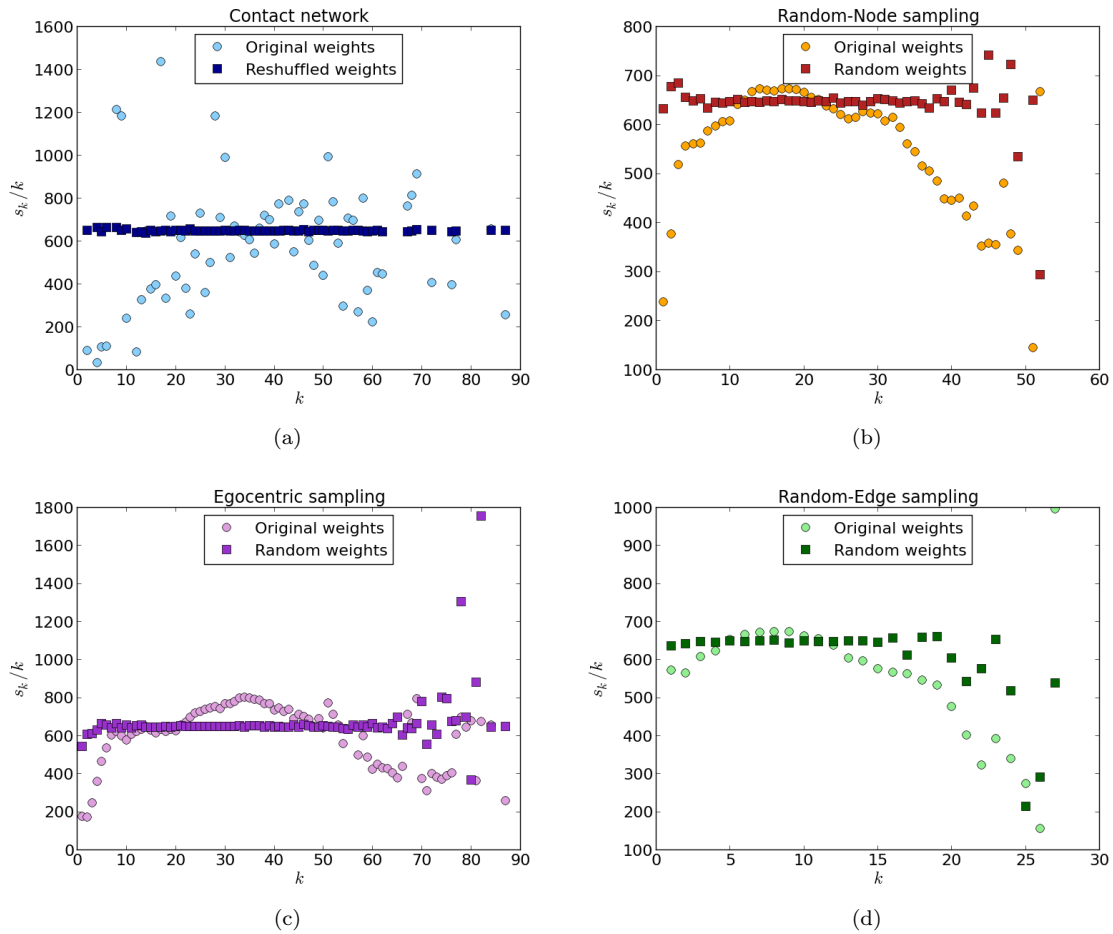 Contact network
Original weights
Reshuffled weights
1600
1400
1200
1000
800
600
400
200
0
s_k/k
0 10 20 30 40 50 60 70 80 90
k
(a)
Random-Node sampling
Original weights
Random weights
800
700
600
500
400
300
200
100
s_k/k
0 10 20 30 40 50 60
k
(b)
Egocentric sampling
Original weights
Random weights
1800
1600
1400
1200
1000
800
600
400
200
0
s_k/k
0 10 20 30 40 50 60 70 80 90
k
(c)
Random-Edge sampling
Original weights
Random weights
1000
900
800
700
600
500
400
300
200
100
s_k/k
0 5 10 15 20 25 30
k
(d)